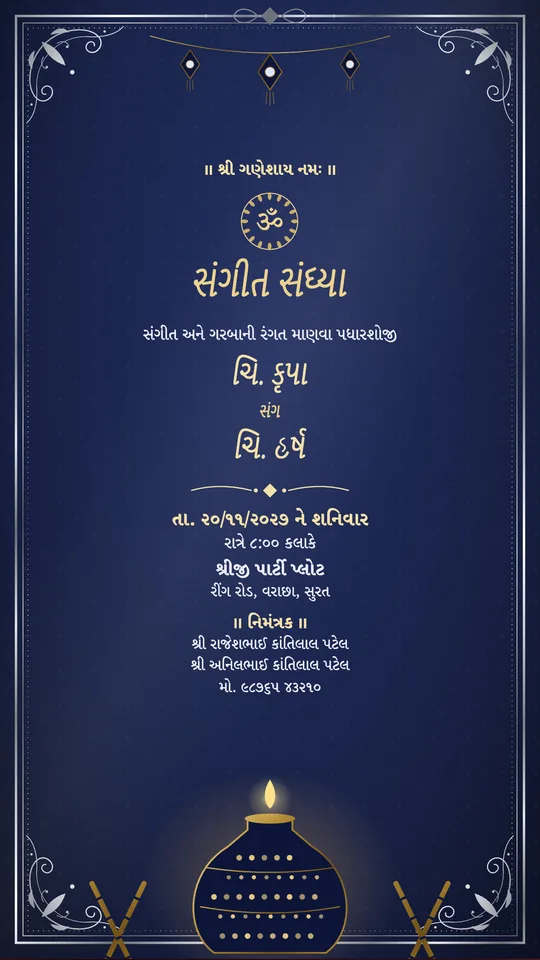 ॥ શ્રી ગણેશાય નમઃ ॥
ૐ
સંગીત સંધ્યા
સંગીત અને ગરબાની રંગત માણવા પધારશોજી
ચિ. કૃપા
સંગ
ચિ. હર્ષ
તા. ૨૦/૧૧/૨૦૨૭ ને શનિવાર
રાત્રે ૮:૦૦ કલાકે
શ્રીજી પાર્ટી પ્લોટ
રીંગ રોડ, વરાછા, સુરત
॥ નિમંત્રક ॥
શ્રી રાજેશભાઈ કાંતિલાલ પટેલ
શ્રી અનિલભાઈ કાંતિલાલ પટેલ
મો. ૯૮૭૬૫ ૪૩૨૧૦